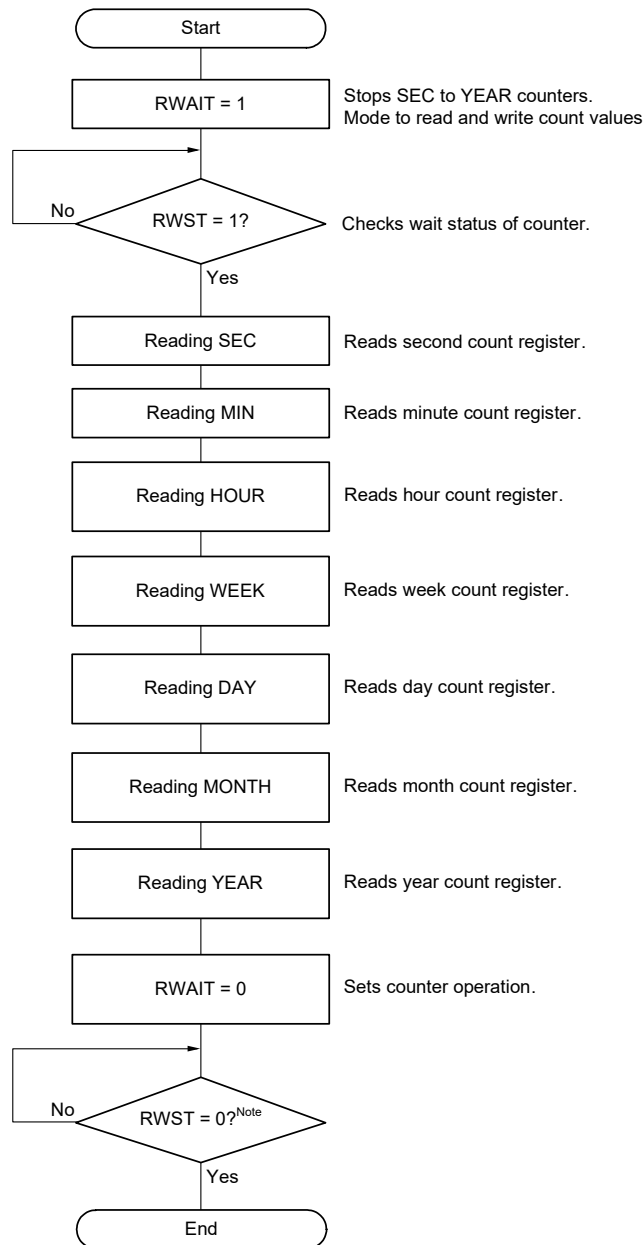 Start
RWAIT = 1
Stops SEC to YEAR counters.
Mode to read and write count values
No
RWST = 1?
Checks wait status of counter.
Yes
Reading SEC
Reads second count register.
Reading MIN
Reads minute count register.
Reading HOUR
Reads hour count register.
Reading WEEK
Reads week count register.
Reading DAY
Reads day count register.
Reading MONTH
Reads month count register.
Reading YEAR
Reads year count register.
RWAIT = 0
Sets counter operation.
No
RWST = 0?Note
Yes
End